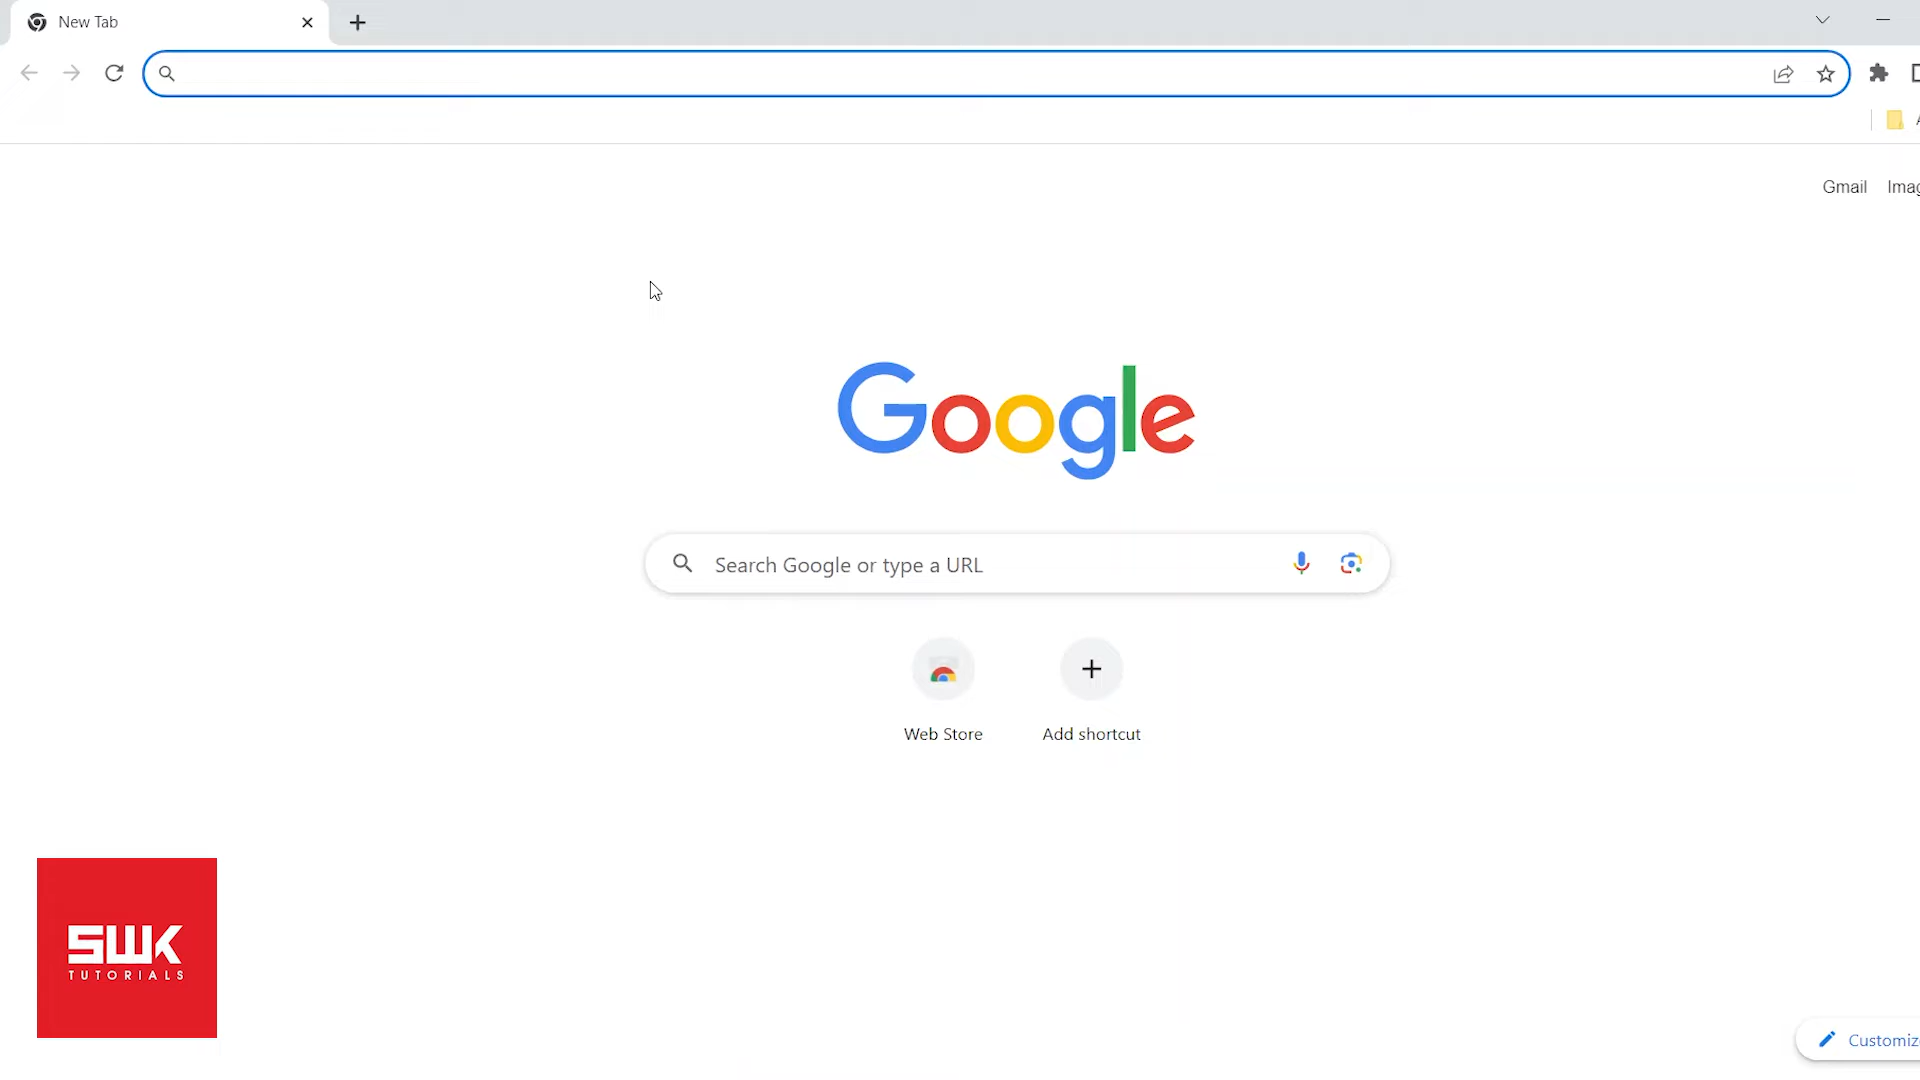 New Tab
Gmail
Google
Search Google or type a URL
Web Store
Add shortcut
SWK
TUTORIALS